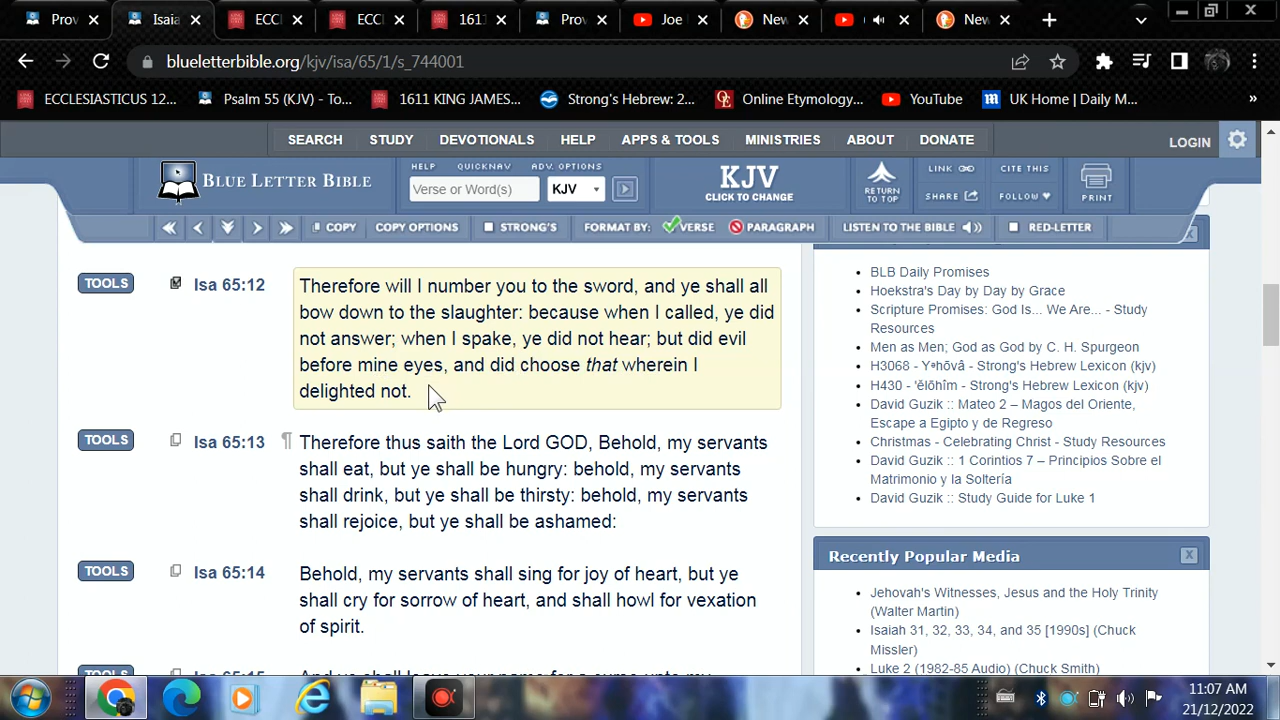 Prov
Isaia
ECCL
ECCL
1611
Prov
Joe
New
New
blueletterbible.org/kjv/isa/65/1/s_744001
ECCLESIASTICUS 12...
Psalm 55 (KJV) - To...
1611 KING JAMES...
Strong's Hebrew: 2...
Online Etymology...
YouTube
UK Home | Daily M...
»
SEARCH STUDY DEVOTIONALS HELP APPS & TOOLS MINISTRIES ABOUT DONATE
LOGIN
BLUE LETTER BIBLE
HELP QUICKNAV ADV. OPTIONS
Verse or Word(s)
KJV
KJV
CLICK TO CHANGE
RETURN
TO TOP
LINK
CITE THIS
SHARE
FOLLOW
PRINT
COPY COPY OPTIONS STRONG'S FORMAT BY: VERSE PARAGRAPH LISTEN TO THE BIBLE RED-LETTER
TOOLS
Isa 65:12
Therefore will I number you to the sword, and ye shall all
bow down to the slaughter: because when I called, ye did
not answer; when I spake, ye did not hear; but did evil
before mine eyes, and did choose that wherein I
delighted not.
TOOLS
Isa 65:13
¶ Therefore thus saith the Lord GOD, Behold, my servants
shall eat, but ye shall be hungry: behold, my servants
shall drink, but ye shall be thirsty: behold, my servants
shall rejoice, but ye shall be ashamed:
TOOLS
Isa 65:14
Behold, my servants shall sing for joy of heart, but ye
shall cry for sorrow of heart, and shall howl for vexation
of spirit.
X
BLB Daily Promises
Hoekstra's Day by Day by Grace
Scripture Promises: God Is... We Are... - Study
Resources
Men as Men; God as God by C. H. Spurgeon
H3068 - Yᵊhōvâ - Strong's Hebrew Lexicon (kjv)
H430 - 'ĕlōhîm - Strong's Hebrew Lexicon (kjv)
David Guzik :: Mateo 2 – Magos del Oriente,
Escape a Egipto y de Regreso
Christmas - Celebrating Christ - Study Resources
David Guzik :: 1 Corintios 7 – Principios Sobre el
Matrimonio y la Soltería
David Guzik :: Study Guide for Luke 1
Recently Popular Media
X
Jehovah's Witnesses, Jesus and the Holy Trinity
(Walter Martin)
Isaiah 31, 32, 33, 34, and 35 [1990s] (Chuck
Missler)
Luke 2 (1982-85 Audio) (Chuck Smith)
11:07 AM
21/12/2022